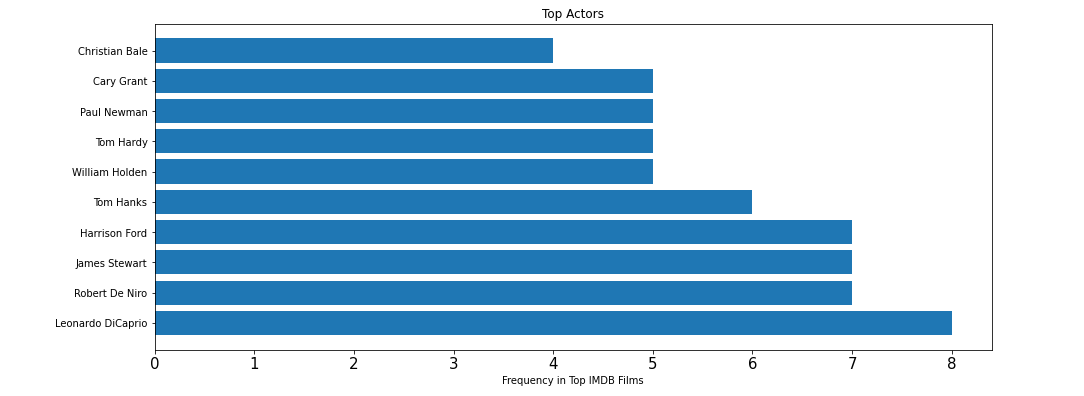 Top Actors
Christian Bale
Cary Grant
Paul Newman
Tom Hardy
William Holden
Tom Hanks
Harrison Ford
James Stewart
Robert De Niro
Leonardo DiCaprio
0 1 2 3 4 5 6 7 8
Frequency in Top IMDB Films